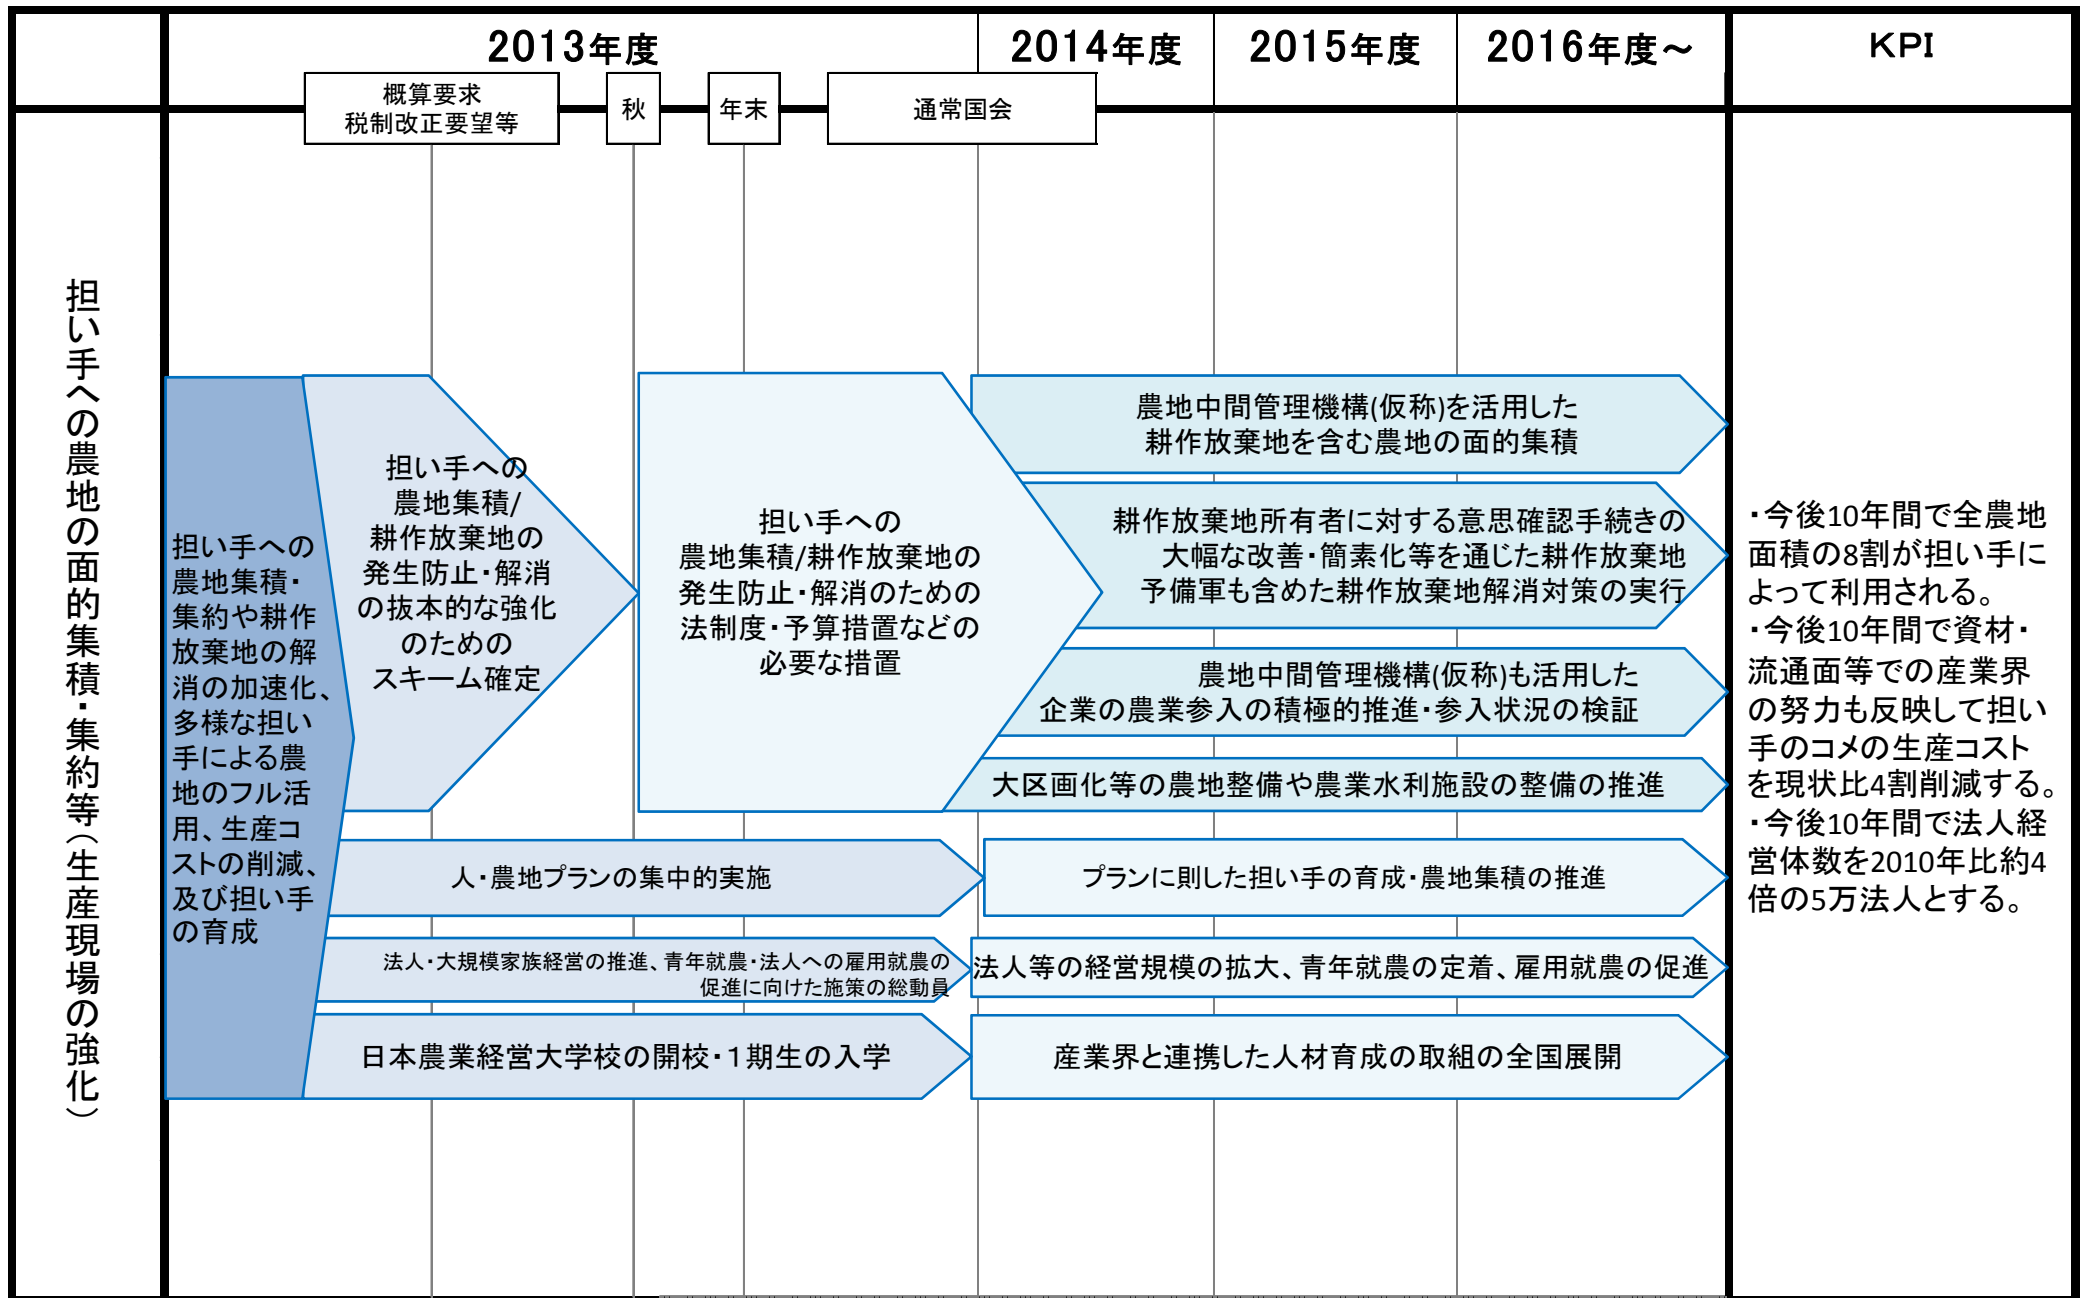 2013年度
2014年度
2015年度
2016年度～
KPI
概算要求
税制改正要望等
秋
年末
通常国会
担い手への農地の面的集積・集約等（生産現場の強化）
担い手への
農地集積・
集約や耕作
放棄地の解
消の加速化、
多様な担い
手による農
地のフル活
用、生産コ
ストの削減、
及び担い手
の育成
担い手への
農地集積/
耕作放棄地の
発生防止・解消
の抜本的な強化
のための
スキーム確定
担い手への
農地集積/耕作放棄地の
発生防止・解消のための
法制度・予算措置などの
必要な措置
農地中間管理機構(仮称)を活用した
耕作放棄地を含む農地の面的集積
耕作放棄地所有者に対する意思確認手続きの
大幅な改善・簡素化等を通じた耕作放棄地
予備軍も含めた耕作放棄地解消対策の実行
農地中間管理機構(仮称)も活用した
企業の農業参入の積極的推進・参入状況の検証
大区画化等の農地整備や農業水利施設の整備の推進
人・農地プランの集中的実施
プランに則した担い手の育成・農地集積の推進
法人・大規模家族経営の推進、青年就農・法人への雇用就農の
促進に向けた施策の総動員
法人等の経営規模の拡大、青年就農の定着、雇用就農の促進
日本農業経営大学校の開校・１期生の入学
産業界と連携した人材育成の取組の全国展開
・今後10年間で全農地
面積の8割が担い手に
よって利用される。
・今後10年間で資材・
流通面等での産業界
の努力も反映して担い
手のコメの生産コスト
を現状比4割削減する。
・今後10年間で法人経
営体数を2010年比約4
倍の5万法人とする。